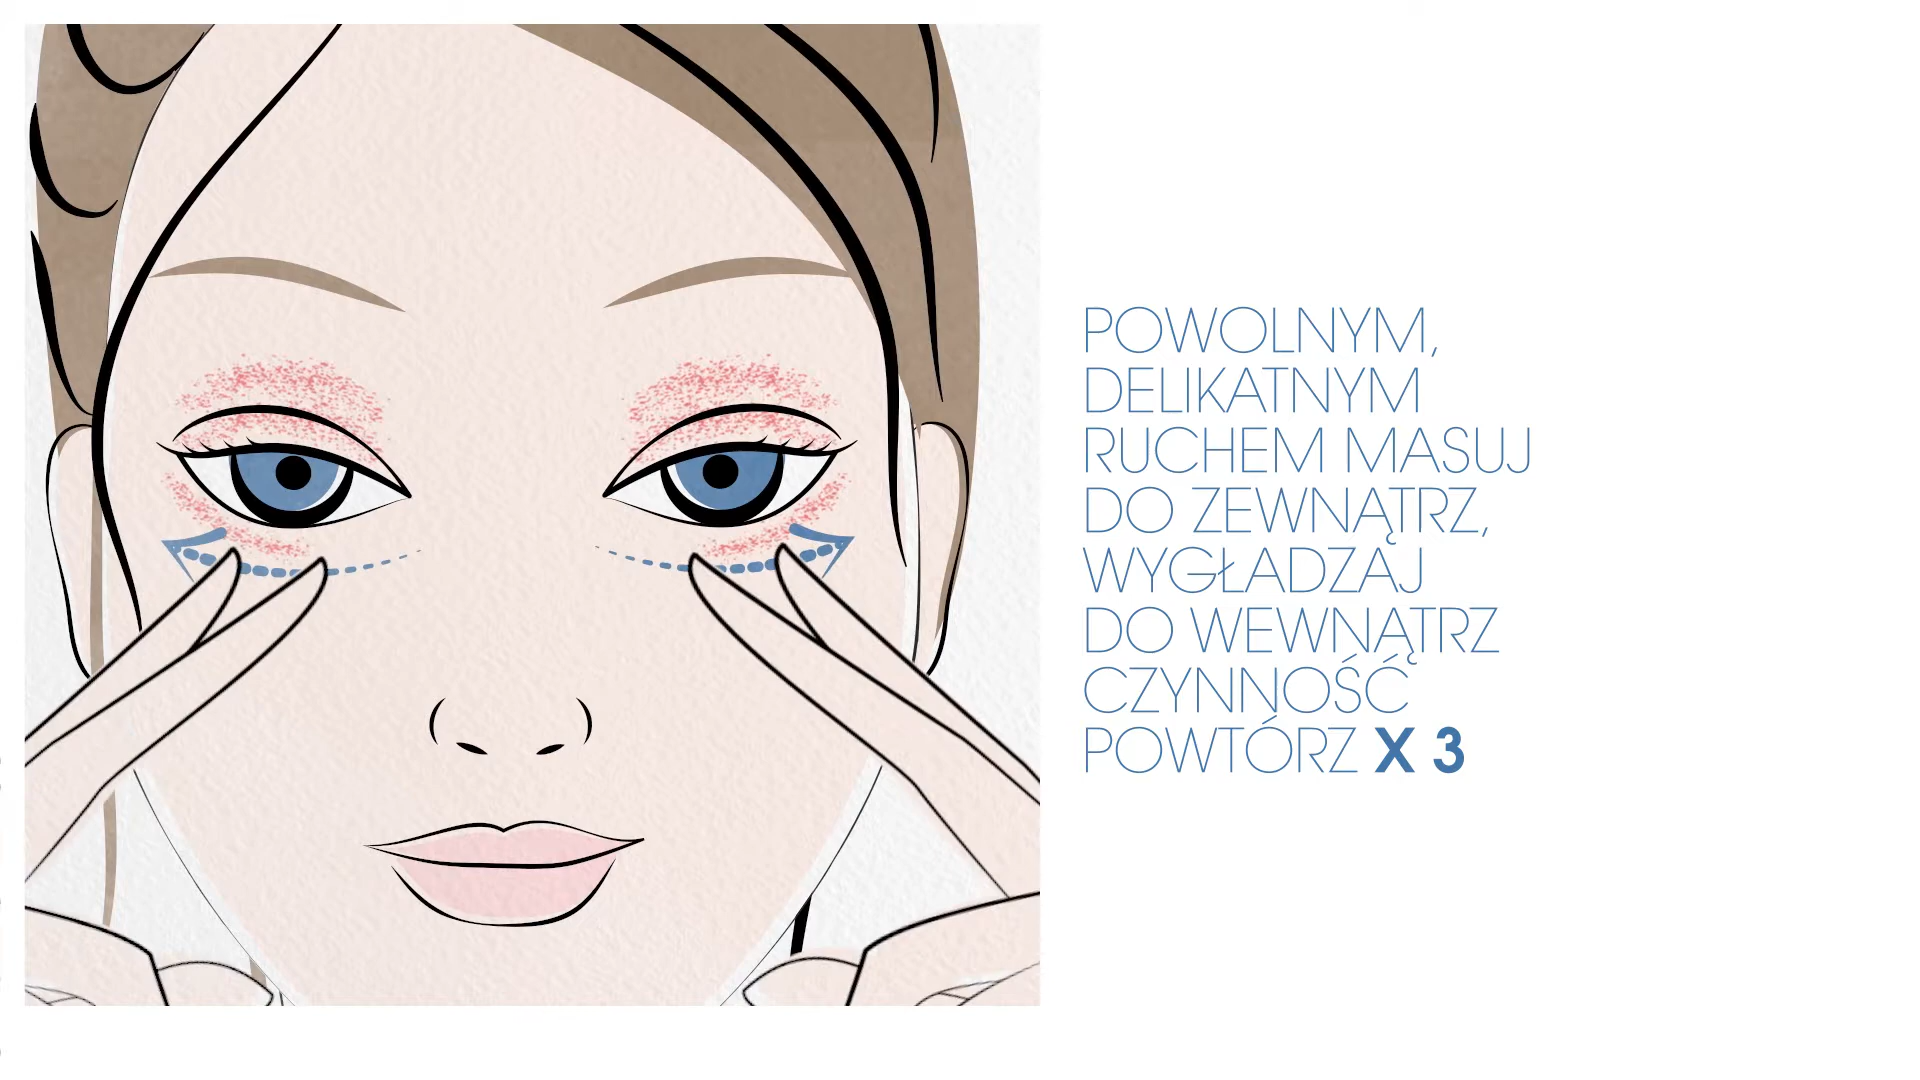 POWOLNYM,
DELIKATNYM
RUCHEM MASUJ
DO ZEWNĄTRZ,
WYGŁADZAJ
DO WEWNĄTRZ
CZYNNOŚĆ
POWTÓRZ X 3